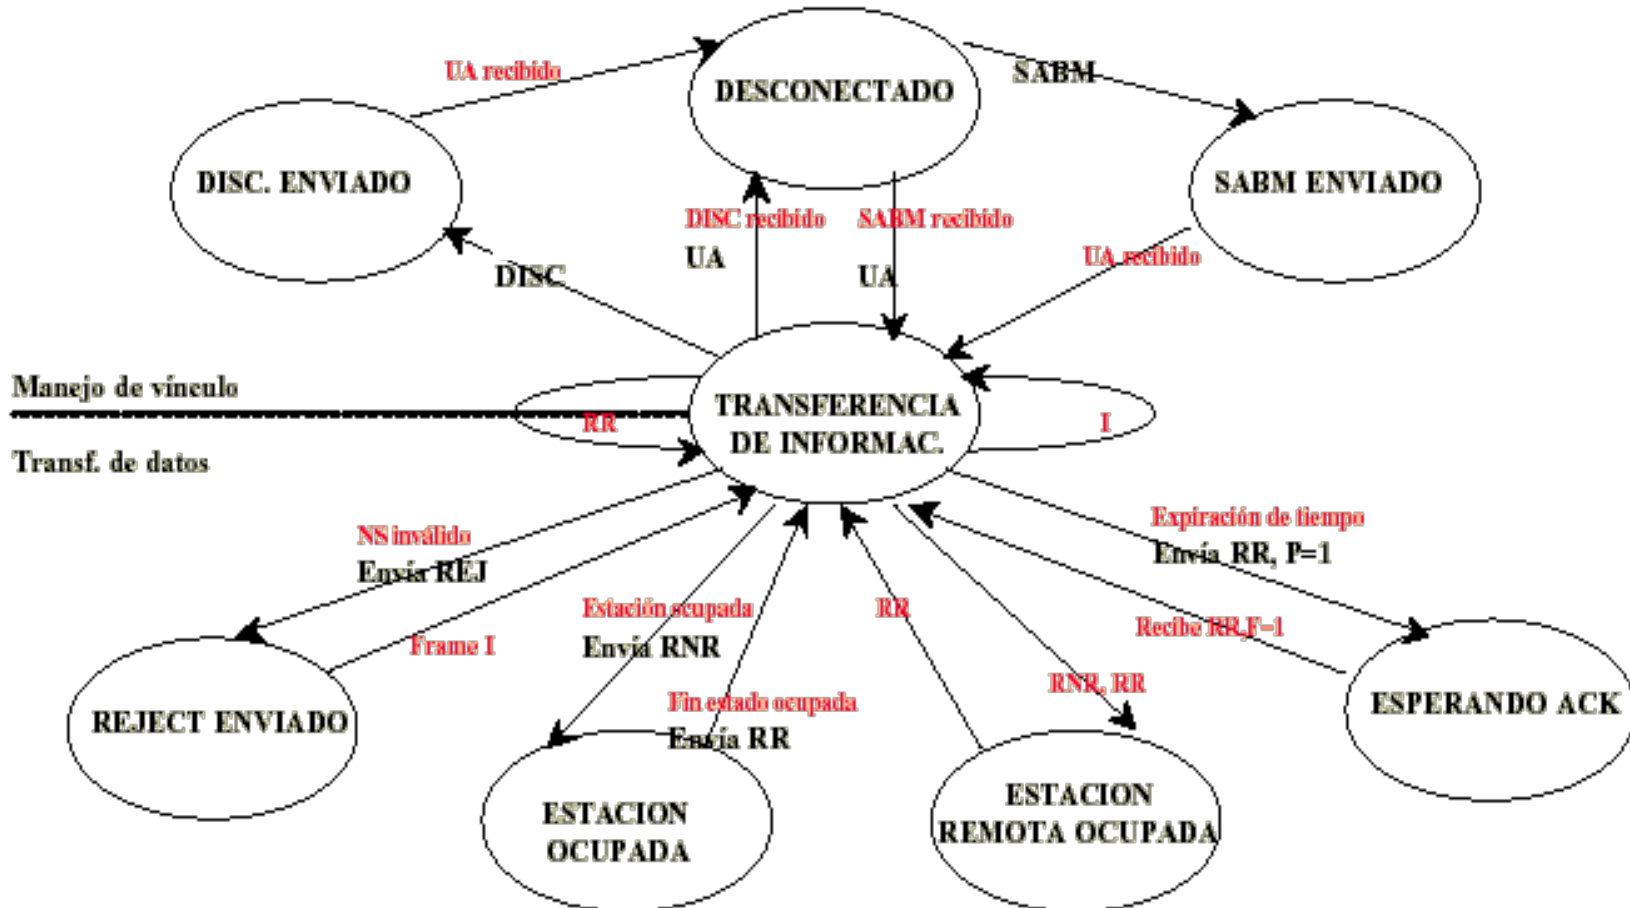 UA recibido
DESCONECTADO
SABM
DISC. ENVIADO
SABM ENVIADO
DISC recibido
UA
SABM recibido
UA
UA recibido
DISC
Manejo de vínculo
TRANSFERENCIA
DE INFORMAC.
RR
I
Transf. de datos
NS inválido
Envía REJ
Expiración de tiempo
Envía RR, P=1
Estación ocupada
Envía RNR
RR
Recibe RR,F=1
Frame I
RNR, RR
Fin estado ocupada
Envía RR
REJECT ENVIADO
ESPERANDO ACK
ESTACION
OCUPADA
ESTACION
REMOTA OCUPADA